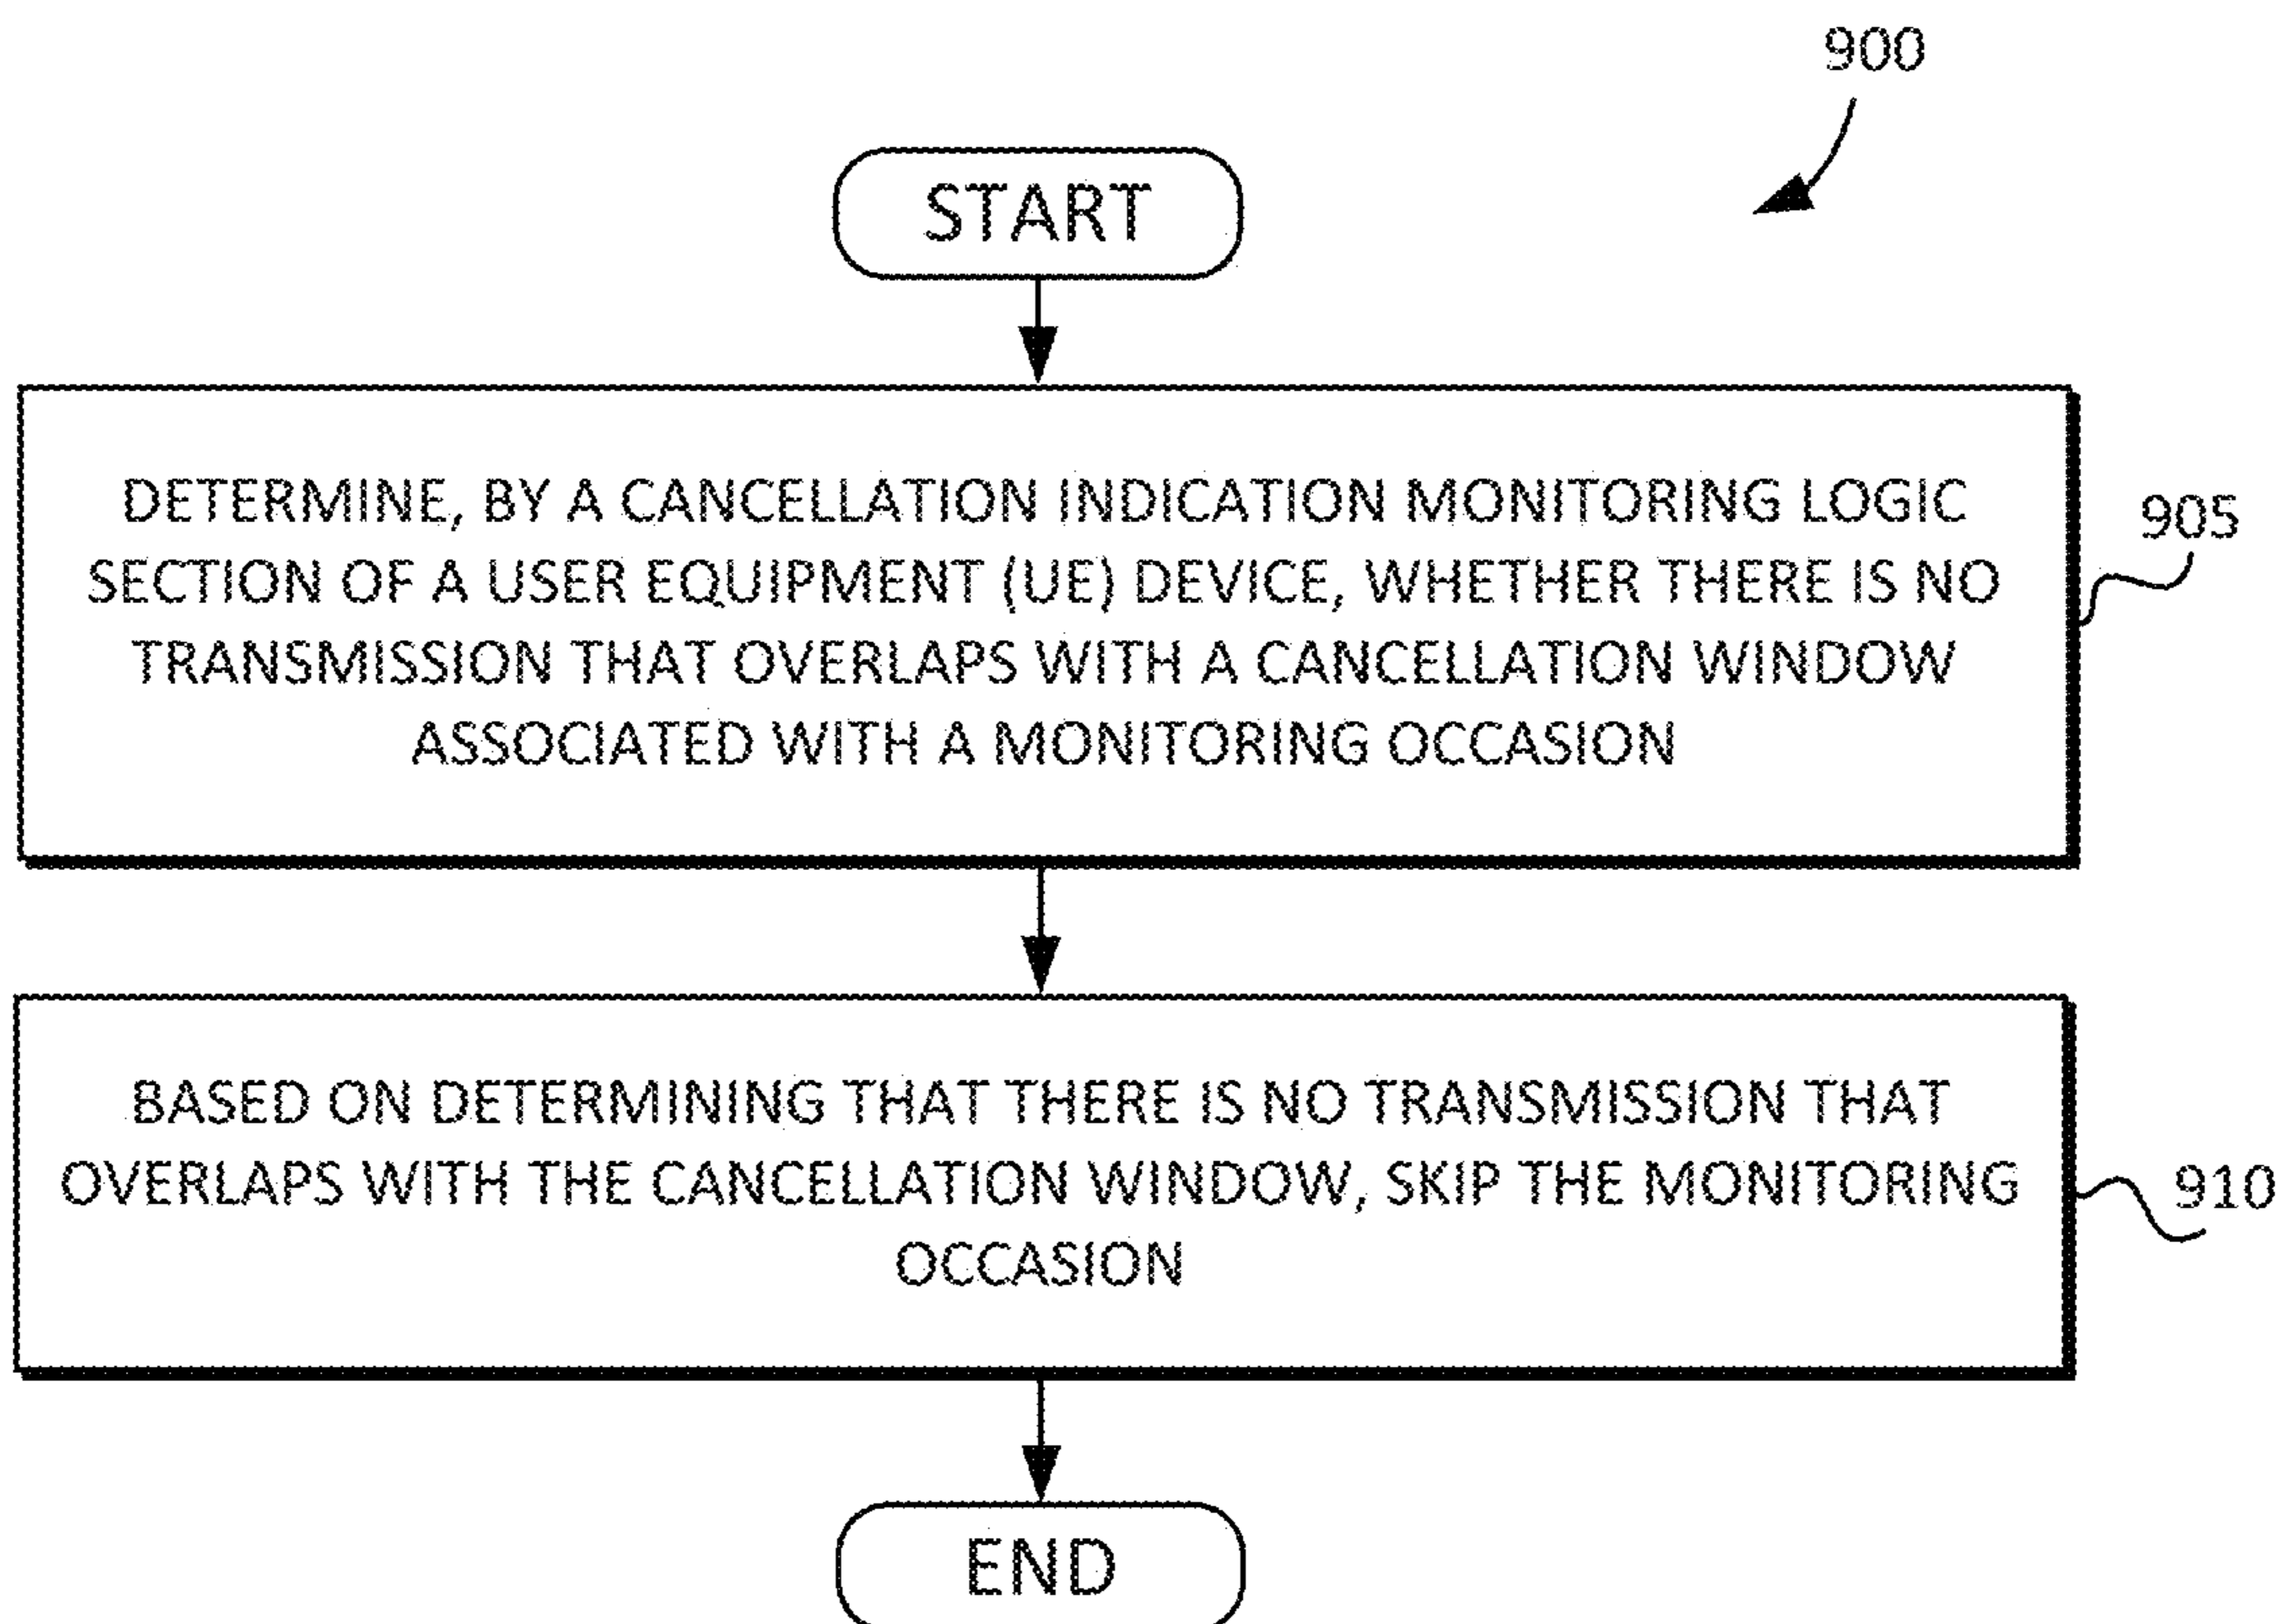 900
START
DETERMINE, BY A CANCELLATION INDICATION MONITORING LOGIC
SECTION OF A USER EQUIPMENT (UE) DEVICE, WHETHER THERE IS NO
TRANSMISSION THAT OVERLAPS WITH A CANCELLATION WINDOW
ASSOCIATED WITH A MONITORING OCCASION
905
BASED ON DETERMINING THAT THERE IS NO TRANSMISSION THAT
OVERLAPS WITH THE CANCELLATION WINDOW, SKIP THE MONITORING
OCCASION
910
END